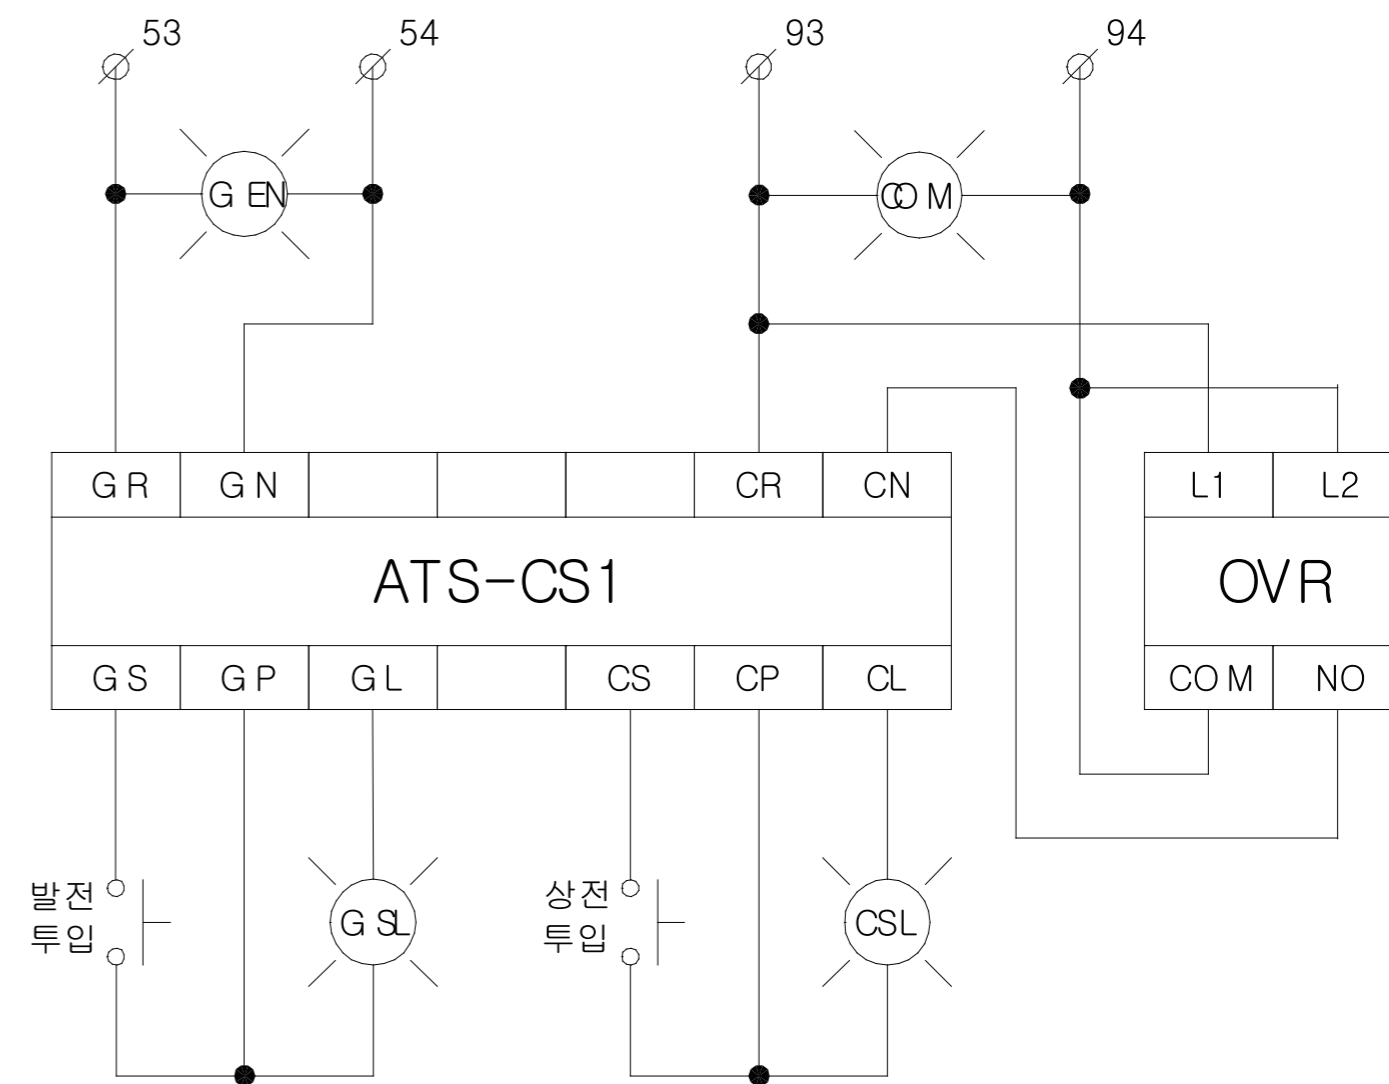 53
54
93
94
GEN
COM
GR
GN
CR
CN
L1
L2
ATS-CS1
OVR
GS
GP
GL
CS
CP
CL
COM
NO
발전
투입
GSL
상전
투입
CSL